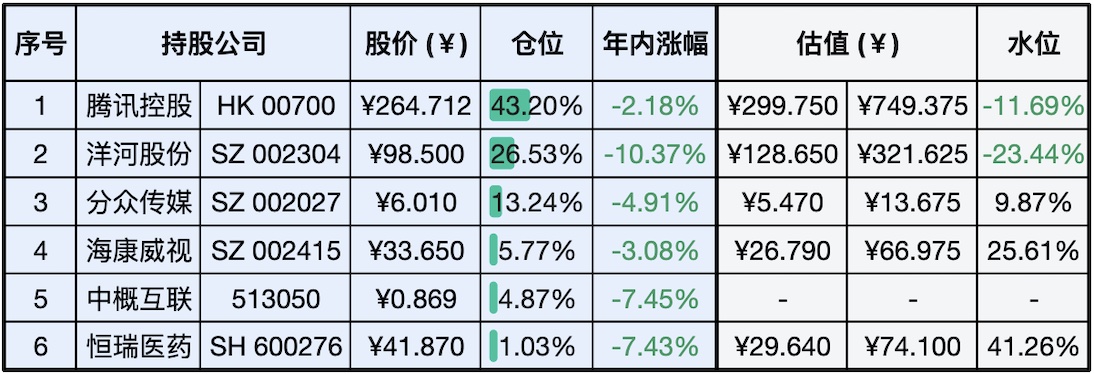 序号 持股公司 股价 (¥) 仓位 年内涨幅 估值 (¥) 水位
1 腾讯控股 HK 00700 ¥264.712 43.20% -2.18% ¥299.750 ¥749.375 -11.69%
2 洋河股份 SZ 002304 ¥98.500 26.53% -10.37% ¥128.650 ¥321.625 -23.44%
3 分众传媒 SZ 002027 ¥6.010 13.24% -4.91% ¥5.470 ¥13.675 9.87%
4 海康威视 SZ 002415 ¥33.650 5.77% -3.08% ¥26.790 ¥66.975 25.61%
5 中概互联 513050 ¥0.869 4.87% -7.45% - - -
6 恒瑞医药 SH 600276 ¥41.870 1.03% -7.43% ¥29.640 ¥74.100 41.26%